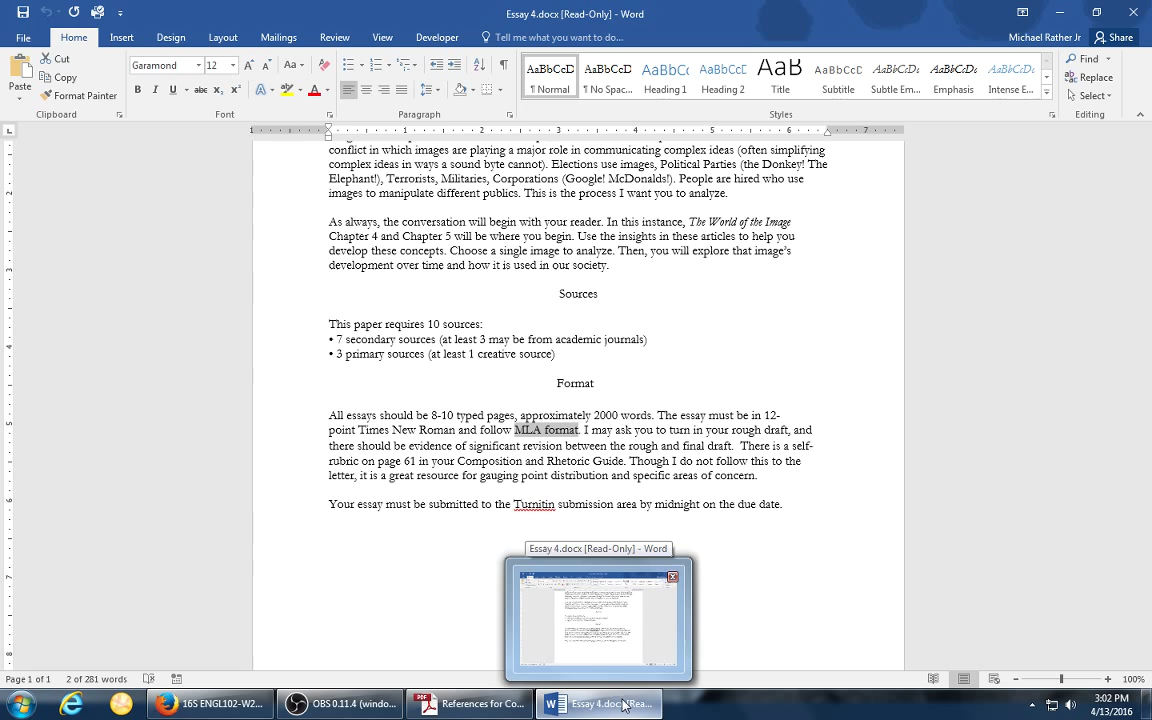 Essay 4.docx [Read-Only] - Word
File Home Insert Design Layout Mailings Review View Developer Tell me what you want to do... Michael Rather Jr Share
Paste
Cut
Copy
Format Painter
Clipboard
Garamond 12
Font
Paragraph
AaBbCcD AaBbCcD AaBbCc AaBbCcD AaB AaBbCcD AaBbCcDt AaBbCcDt AaBbCcDt
¶ Normal ¶ No Spac... Heading 1 Heading 2 Title Subtitle Subtle Em... Emphasis Intense E...
Styles
Find
Replace
Select
Editing
conflict in which images are playing a major role in communicating complex ideas (often simplifying
complex ideas in ways a sound byte cannot). Elections use images, Political Parties (the Donkey! The
Elephant!), Terrorists, Militaries, Corporations (Google! McDonalds!). People are hired who use
images to manipulate different publics. This is the process I want you to analyze.
As always, the conversation will begin with your reader. In this instance, The World of the Image
Chapter 4 and Chapter 5 will be where you begin. Use the insights in these articles to help you
develop these concepts. Choose a single image to analyze. Then, you will explore that image's
development over time and how it is used in our society.
Sources
This paper requires 10 sources:
• 7 secondary sources (at least 3 may be from academic journals)
• 3 primary sources (at least 1 creative source)
Format
All essays should be 8-10 typed pages, approximately 2000 words. The essay must be in 12-
point Times New Roman and follow MLA format. I may ask you to turn in your rough draft, and
there should be evidence of significant revision between the rough and final draft. There is a self-
rubric on page 61 in your Composition and Rhetoric Guide. Though I do not follow this to the
letter, it is a great resource for gauging point distribution and specific areas of concern.
Your essay must be submitted to the Turnitin submission area by midnight on the due date.
Essay 4.docx [Read-Only] - Word
Page 1 of 1 2 of 281 words 100%
16S ENGL102-W2... OBS 0.11.4 (windo... References for Co... Essay 4.docx [Rea... 3:02 PM
4/13/2016